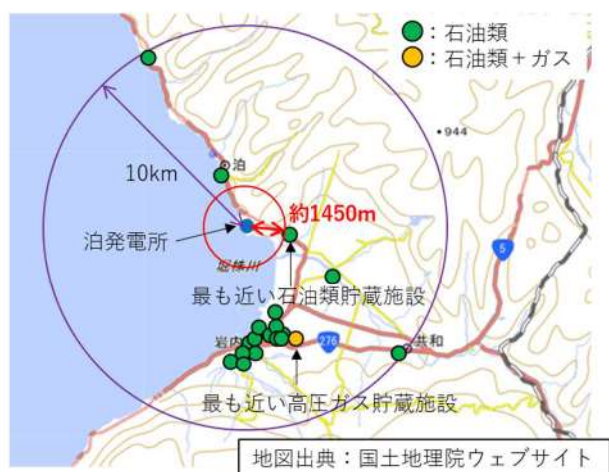 ：石油類
：石油類＋ガス
・944
10km
泊
約1450m
泊発電所
堀株川
5
最も近い石油類貯蔵施設
岩内
276
共和
最も近い高圧ガス貯蔵施設
地図出典：国土地理院ウェブサイト